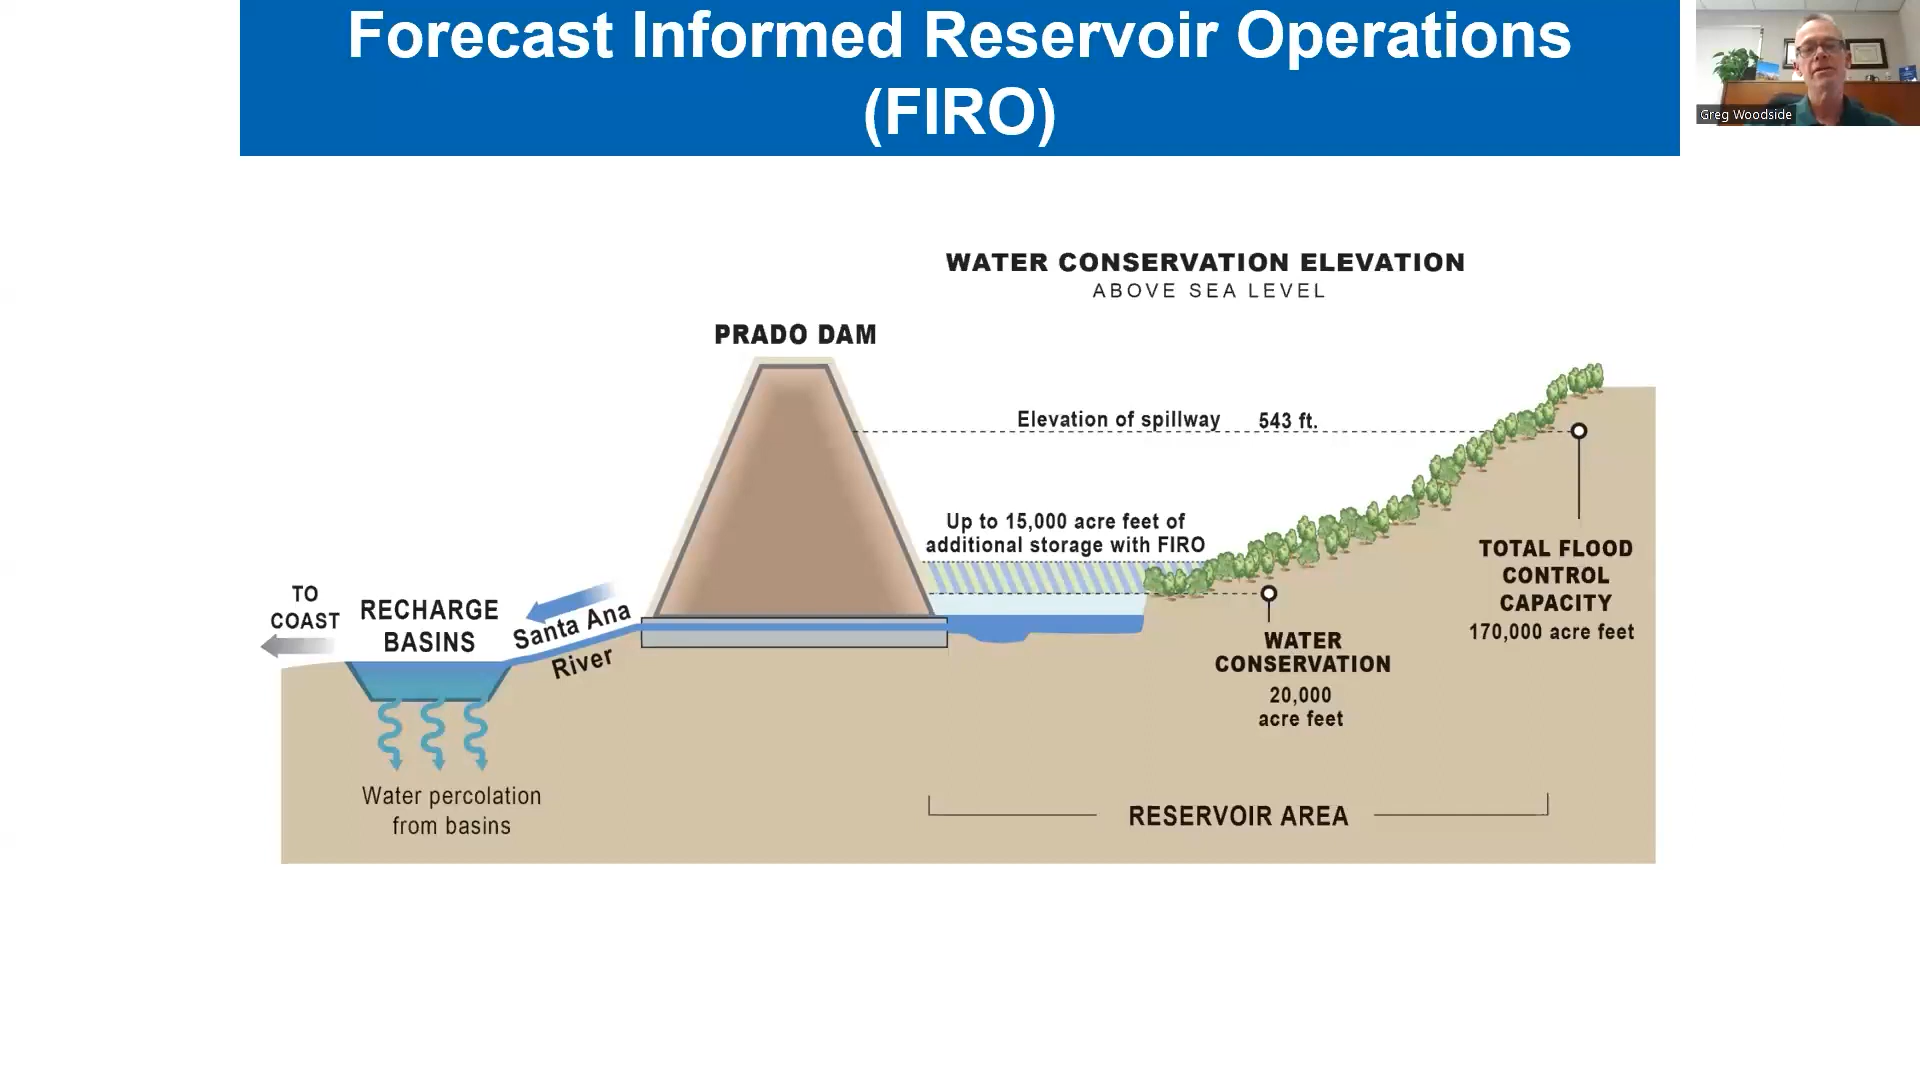 Forecast Informed Reservoir Operations
(FIRO)
Greg Woodside
WATER CONSERVATION ELEVATION
ABOVE SEA LEVEL
PRADO DAM
Elevation of spillway 543 ft.
Up to 15,000 acre feet of
additional storage with FIRO
TOTAL FLOOD
CONTROL
CAPACITY
170,000 acre feet
TO
COAST
RECHARGE
BASINS
Santa Ana
River
WATER
CONSERVATION
20,000
acre feet
Water percolation
from basins
RESERVOIR AREA